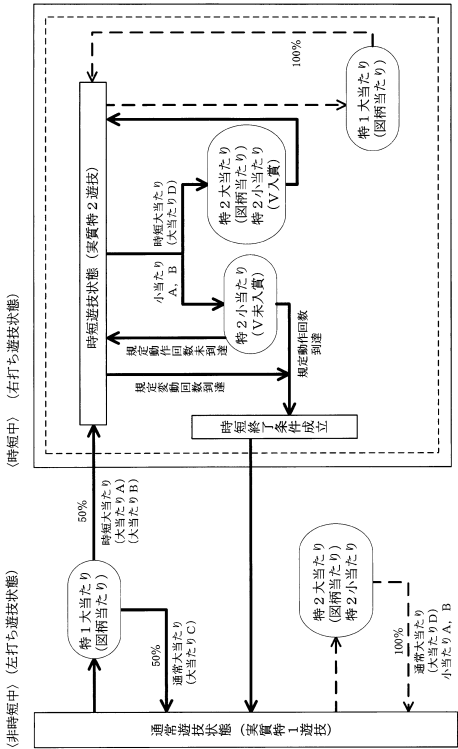 〈非時短中〉(左打ち遊技状態)
〈時短中〉(右打ち遊技状態)
通常遊技状態(実質特1遊技)
特1大当たり
(図柄当たり)
50%
時短大当たり
(大当たりA)
(大当たりB)
50%
通常大当たり
(大当たりC)
特2大当たり
(図柄当たり)
特2小当たり
100%
通常大当たり
(大当たりD)
小当たりA,B
時短遊技状態(実質特2遊技)
規定変動回数到達
規定動作回数未到達
小当たり
A,B
時短大当たり
(大当たりD)
特2小当たり
(V未入賞)
特2大当たり
(図柄当たり)
特2小当たり
(V入賞)
規定動作回数
到達
時短終了条件成立
特1大当たり
(図柄当たり)
100%